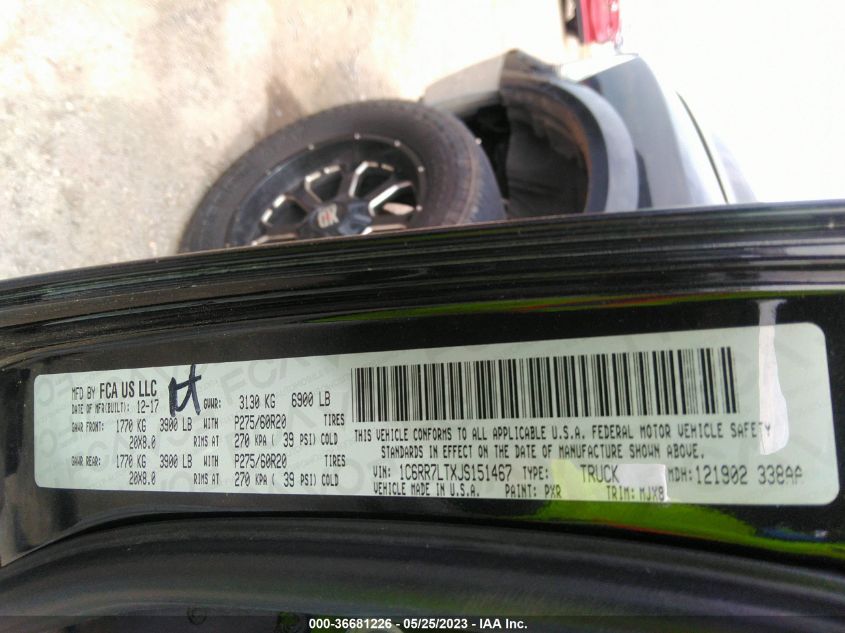 MFD BY FCA US LLC
DATE OF MFR(BUILT): 12-17 GVWR: 3130 KG 6900 LB
GAWR FRONT: 1770 KG 3900 LB WITH P275/60R20 TIRES
20X8.0 RIMS AT 270 KPA ( 39 PSI) COLD
GAWR REAR: 1770 KG 3900 LB WITH P275/60R20 TIRES
20X8.0 RIMS AT 270 KPA ( 39 PSI) COLD
THIS VEHICLE CONFORMS TO ALL APPLICABLE U.S.A. FEDERAL MOTOR VEHICLE SAFETY
STANDARDS IN EFFECT ON THE DATE OF MANUFACTURE SHOWN ABOVE.
VIN: 1C6RR7LTXJS151467 TYPE: TRUCK MDH: 121902 338AA
VEHICLE MADE IN U.S.A. PAINT: PXR TRIM: MJX8
000-36681226 - 05/25/2023 - IAA Inc.